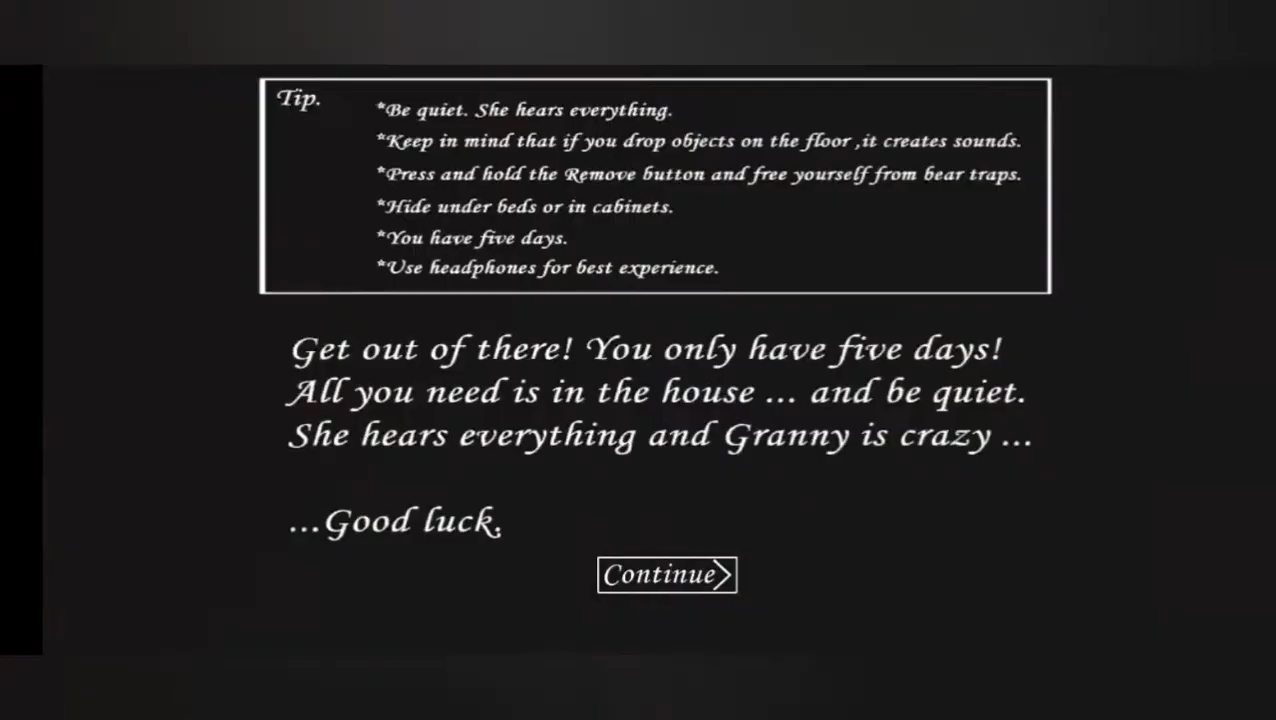 Tip.
*Be quiet. She hears everything.
*Keep in mind that if you drop objects on the floor ,it creates sounds.
*Press and hold the Remove button and free yourself from bear traps.
*Hide under beds or in cabinets.
*You have five days.
*Use headphones for best experience.
Get out of there! You only have five days!
All you need is in the house ... and be quiet.
She hears everything and Granny is crazy ...
...Good luck.
Continue>